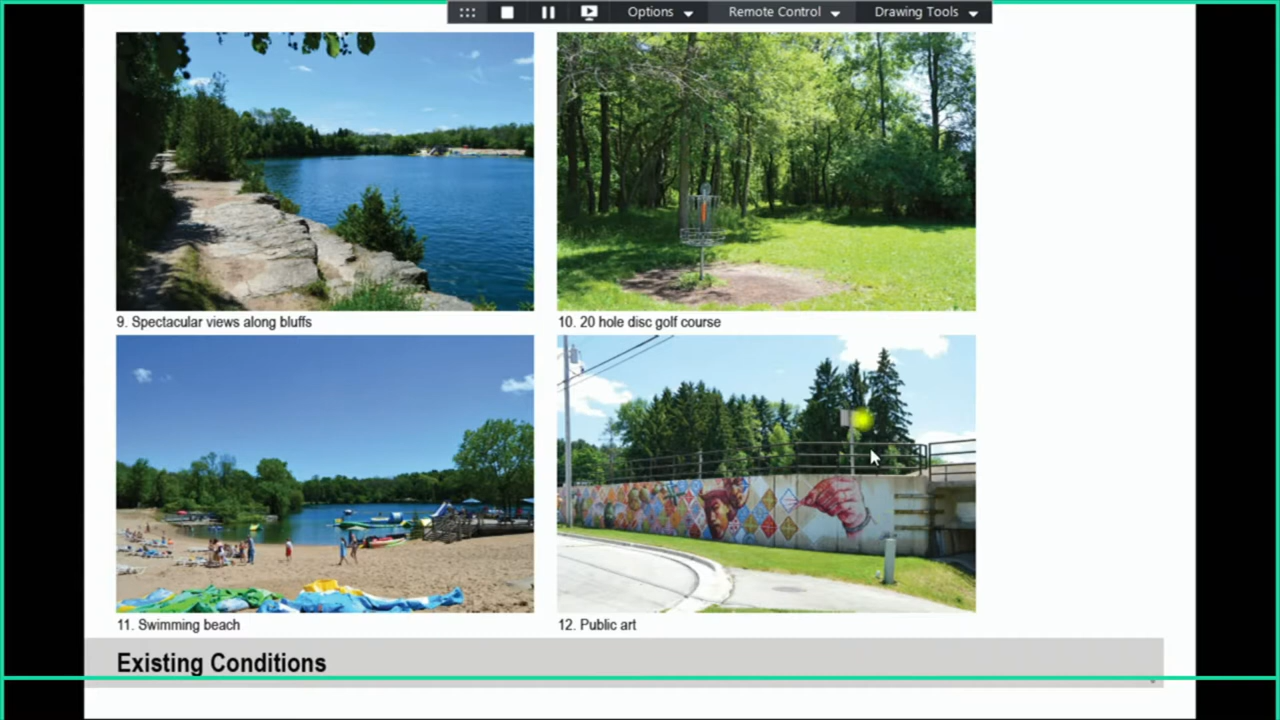 Options
Remote Control
Drawing Tools
9. Spectacular views along bluffs
10. 20 hole disc golf course
11. Swimming beach
12. Public art
Existing Conditions